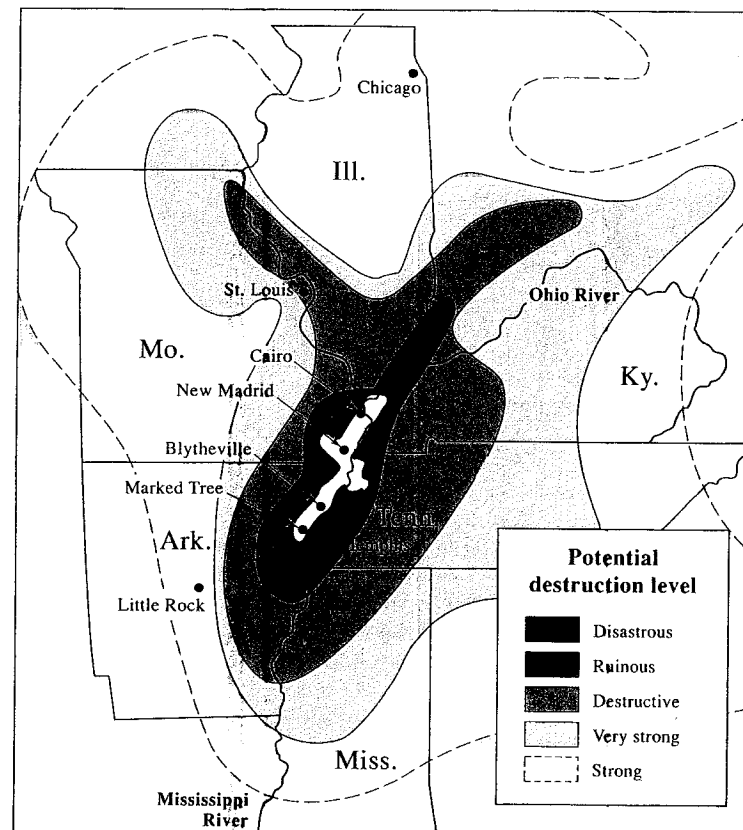 Chicago
Ill.
St. Louis
Ohio River
Mo.
Cairo
Ky.
New Madrid
Blytheville
Marked Tree
Tenn.
Memphis
Ark.
Little Rock
Miss.
Mississippi
River
Potential
destruction level
Disastrous
Ruinous
Destructive
Very strong
Strong